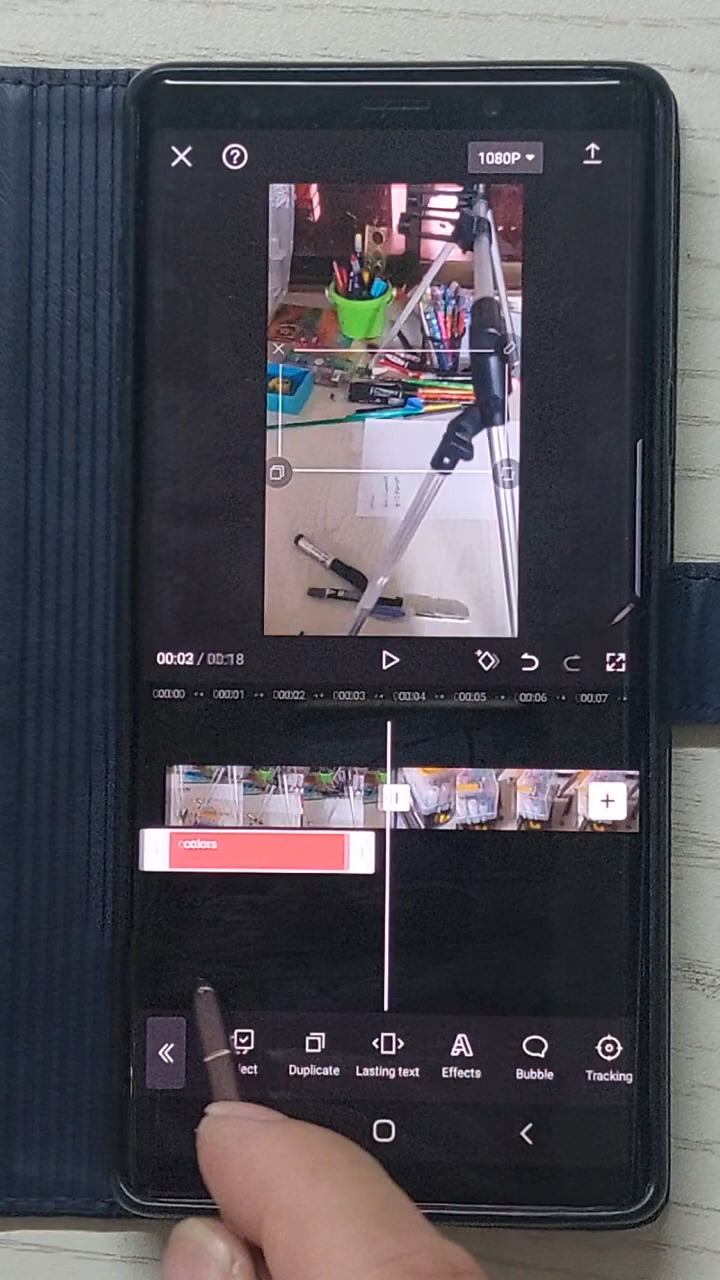 1080P
00:02 / 00:18
00:00 00:01 00:02 00:03 00:04 00:05 00:06 00:07
colors
lect Duplicate Lasting text Effects Bubble Tracking